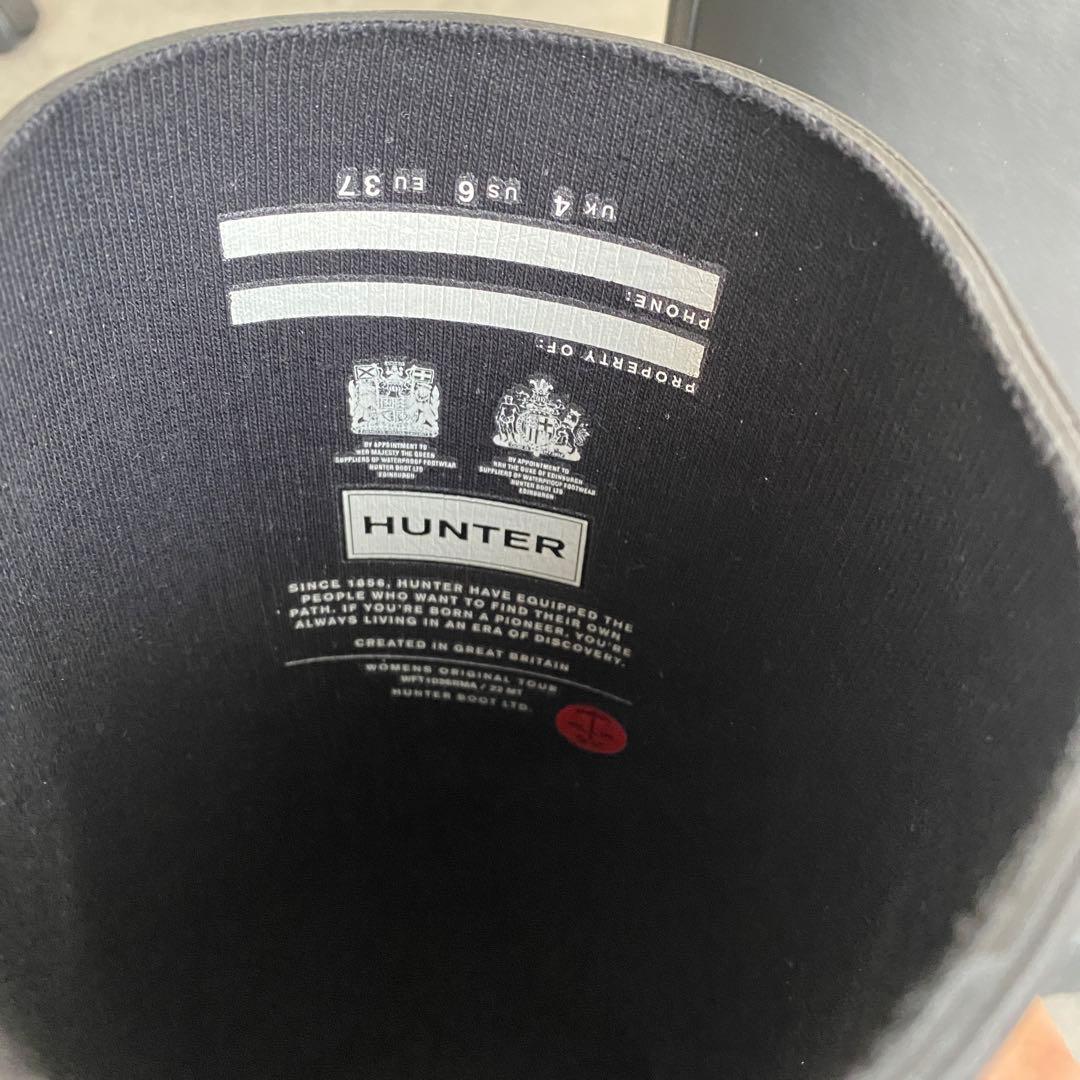 UK 4 US 6 EU 37
PHONE:
PROPERTY OF:
BY APPOINTMENT TO
HER MAJESTY THE QUEEN
SUPPLIERS OF WATERPROOF FOOTWEAR
HUNTER BOOT LTD
EDINBURGH
BY APPOINTMENT TO
HRH THE DUKE OF EDINBURGH
SUPPLIERS OF WATERPROOF FOOTWEAR
HUNTER BOOT LTD
EDINBURGH
HUNTER
SINCE 1856, HUNTER HAVE EQUIPPED THE
PEOPLE WHO WANT TO FIND THEIR OWN
PATH. IF YOU'RE BORN A PIONEER, YOU'RE
ALWAYS LIVING IN AN ERA OF DISCOVERY.
CREATED IN GREAT BRITAIN
WOMENS ORIGINAL TOUR
WFT1026RMA / 22 MT
HUNTER BOOT LTD.